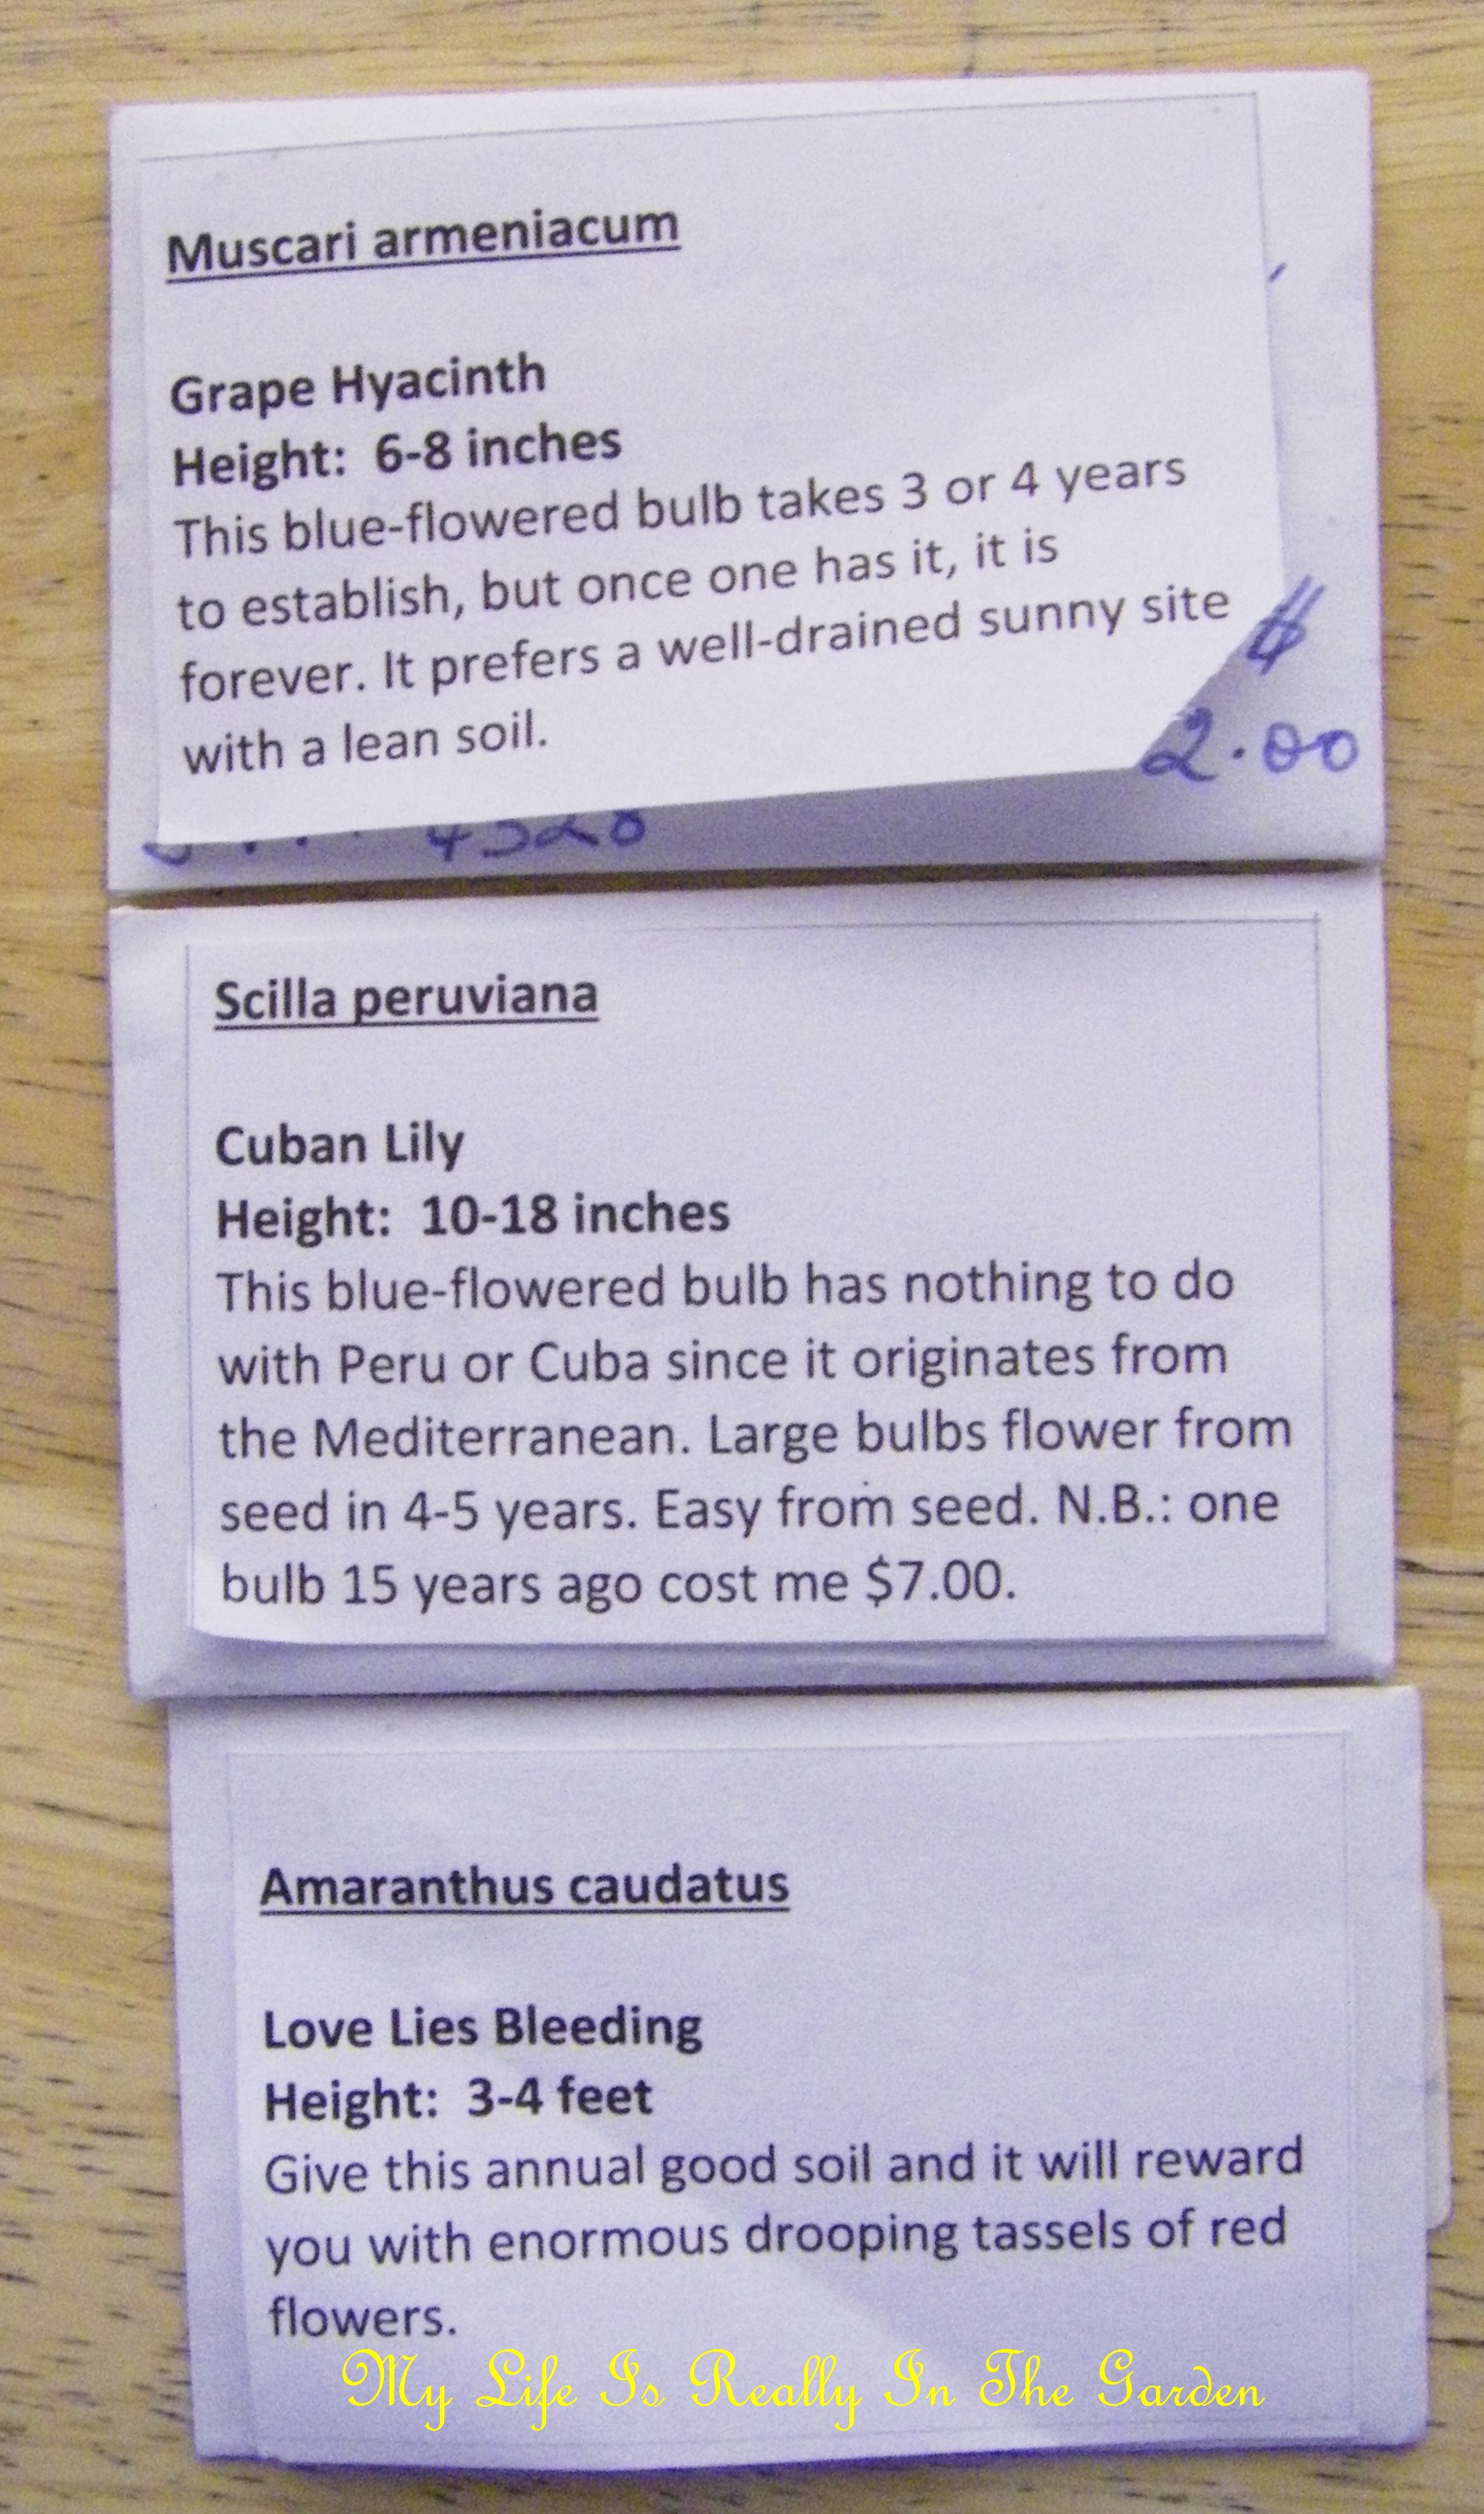 Muscari armeniacum
Grape Hyacinth
Height: 6-8 inches
This blue-flowered bulb takes 3 or 4 years
to establish, but once one has it, it is
forever. It prefers a well-drained sunny site
with a lean soil.
$
2.00
Scilla peruviana
Cuban Lily
Height: 10-18 inches
This blue-flowered bulb has nothing to do
with Peru or Cuba since it originates from
the Mediterranean. Large bulbs flower from
seed in 4-5 years. Easy from seed. N.B.: one
bulb 15 years ago cost me $7.00.
Amaranthus caudatus
Love Lies Bleeding
Height: 3-4 feet
Give this annual good soil and it will reward
you with enormous drooping tassels of red
flowers.
My Life Is Really In The Garden